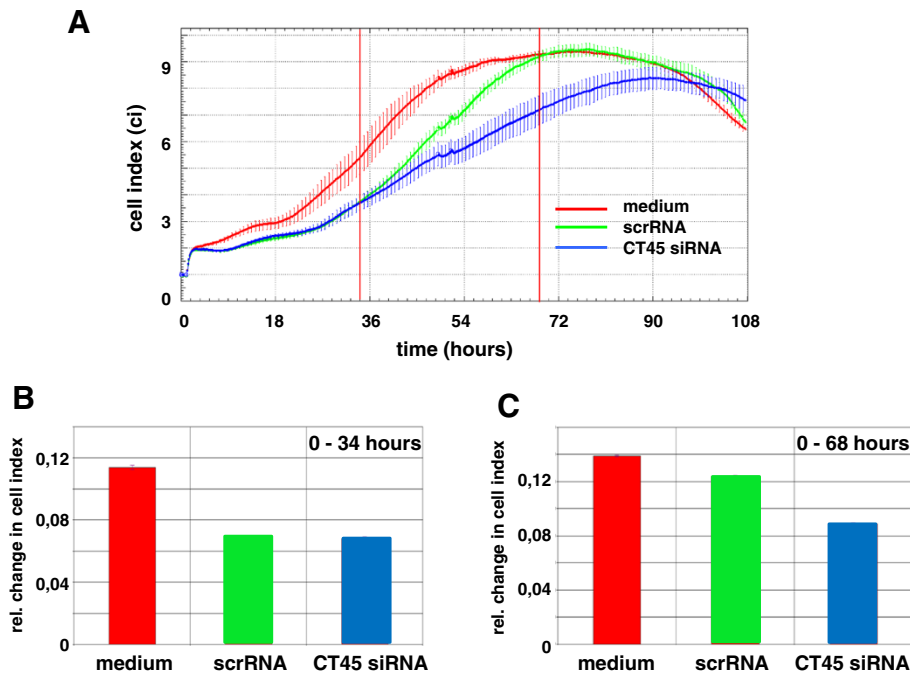 A
cell index (ci)
9
6
3
0
medium
scrRNA
CT45 siRNA
0 18 36 54 72 90 108
time (hours)
B
rel. change in cell index
0 - 34 hours
0,12
0,08
0,04
0
medium scrRNA CT45 siRNA
C
rel. change in cell index
0 - 68 hours
0,12
0,08
0,04
0
medium scrRNA CT45 siRNA